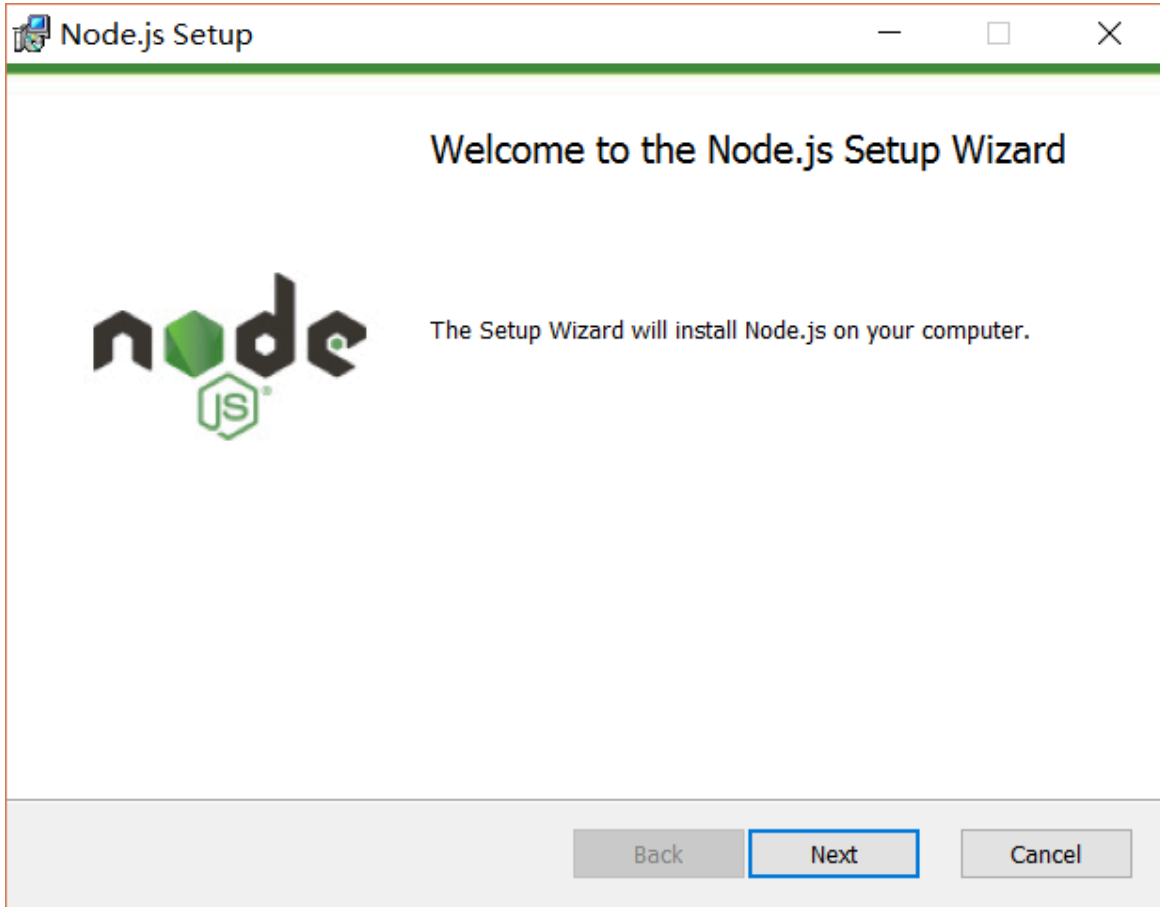 Node.js Setup
Welcome to the Node.js Setup Wizard
node
JS®
The Setup Wizard will install Node.js on your computer.
Back
Next
Cancel